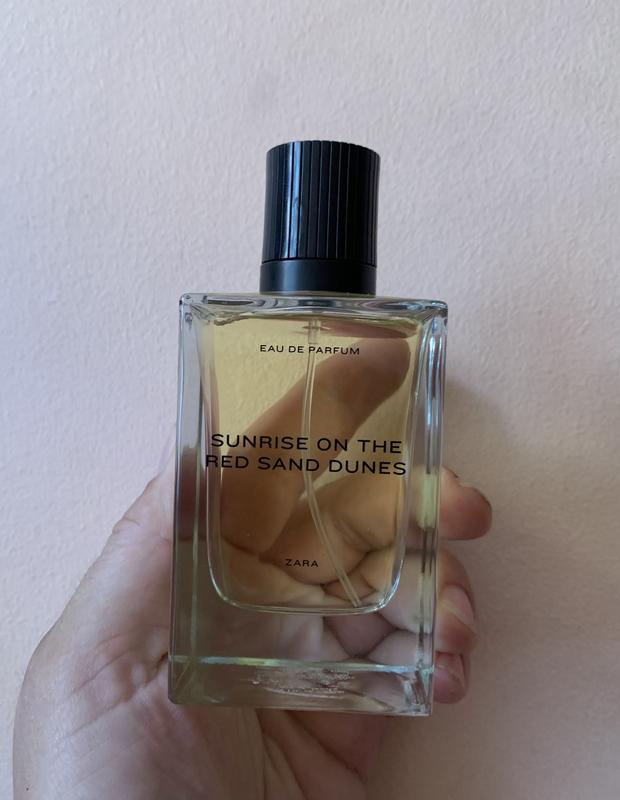 EAU DE PARFUM
SUNRISE ON THE
RED SAND DUNES
ZARA